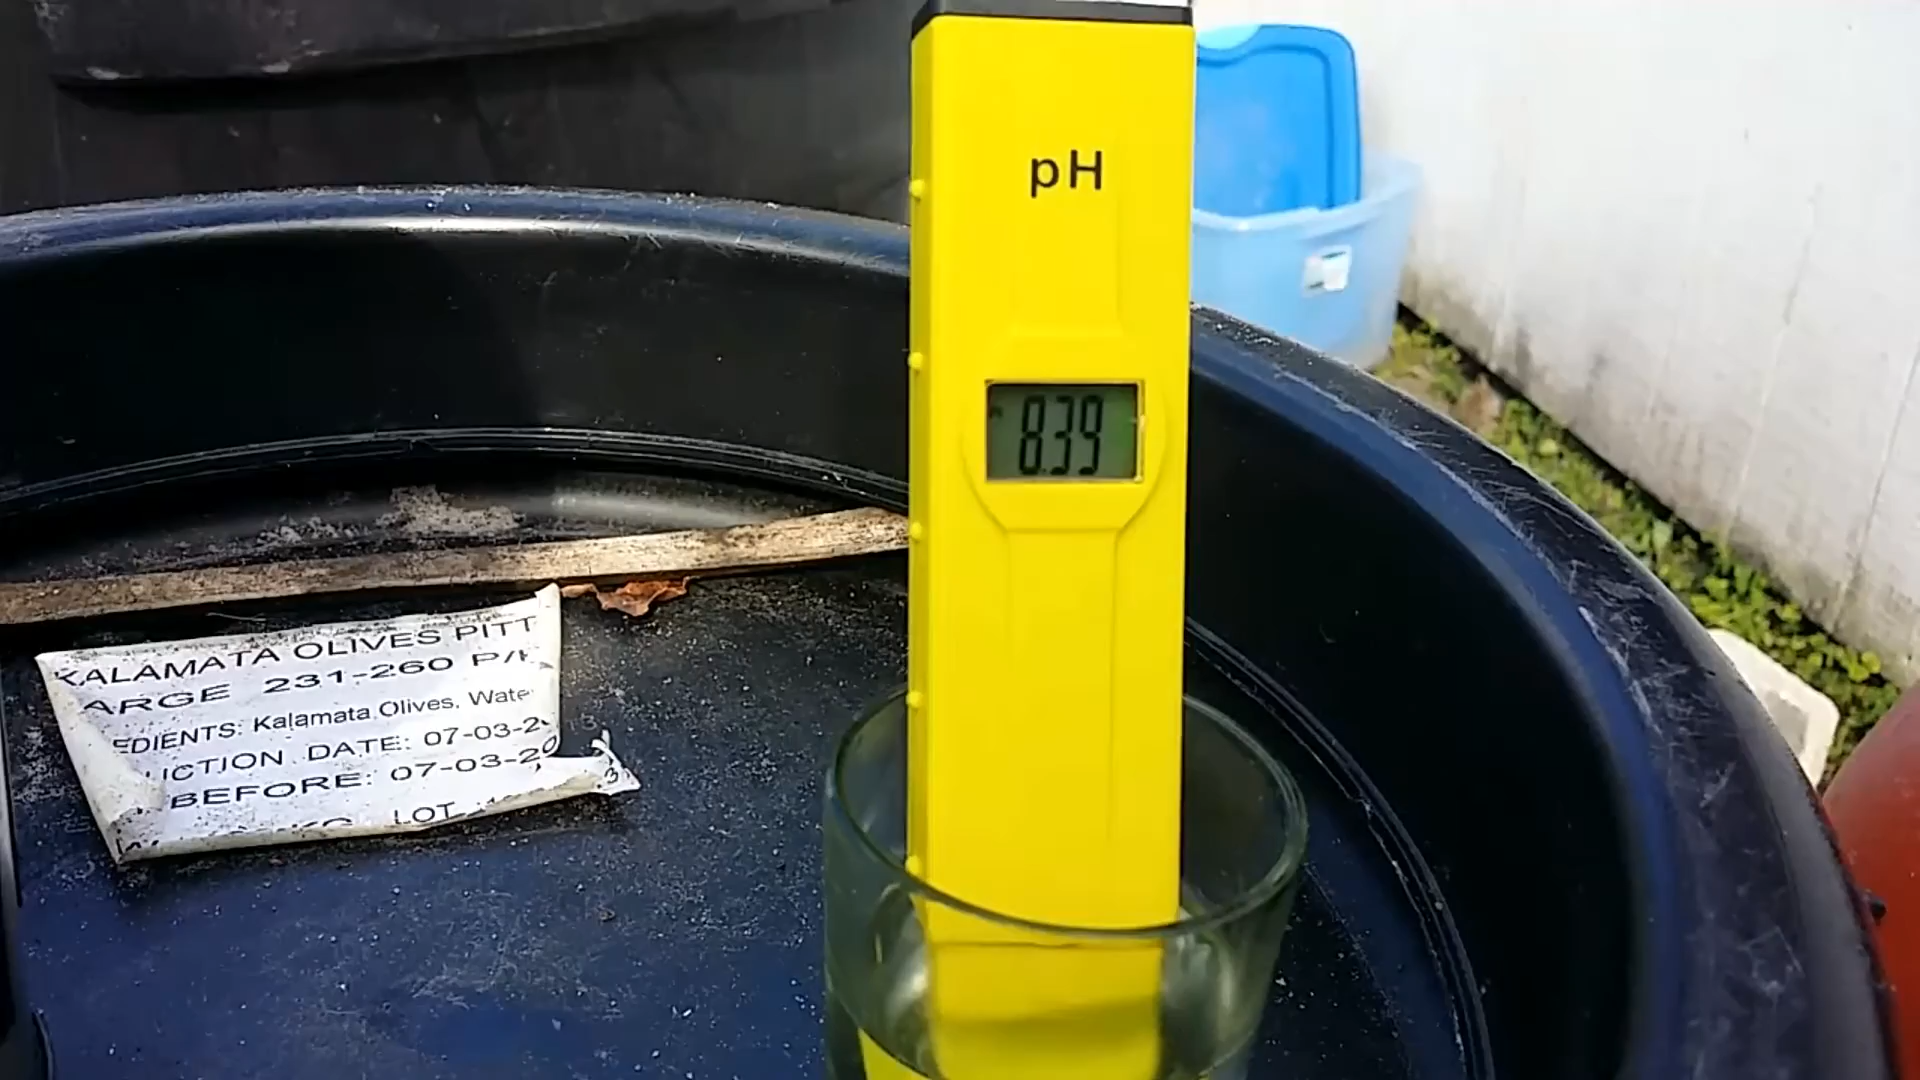 pH
8.39
KALAMATA OLIVES PITT
ARGE 231-260 P/K
EDIENTS: Kalamata Olives, Wate
UCTION DATE: 07-03-2
BEFORE: 07-03-20
KG LOT